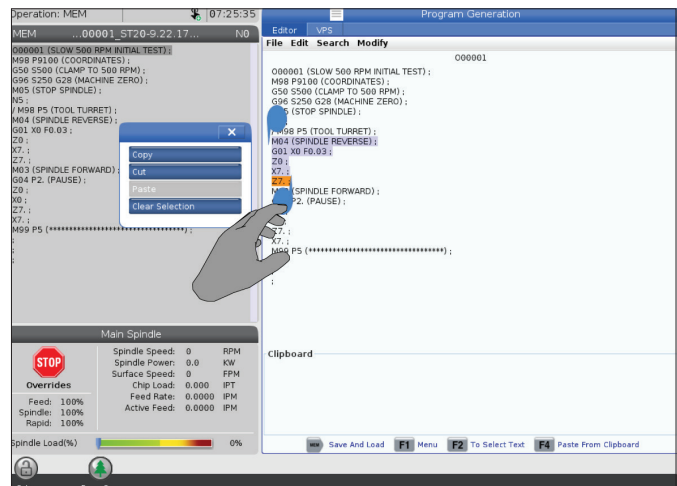 Operation: MEM
07:25:35
MEM ...00001_ST20-9.22.17... N0
O00001 (SLOW 500 RPM INITIAL TEST) ;
M98 P9100 (COORDINATES) ;
G50 S500 (CLAMP TO 500 RPM) ;
G96 S250 G28 (MACHINE ZERO) ;
M05 (STOP SPINDLE) ;
N5 ;
/ M98 P5 (TOOL TURRET) ;
M04 (SPINDLE REVERSE) ;
G01 X0 F0.03 ;
Z0 ;
X7. ;
Z7. ;
M03 (SPINDLE FORWARD) ;
G04 P2. (PAUSE) ;
Z0 ;
X0 ;
Z7. ;
X7. ;
M99 P5 (**********************************) ;
;
;
;
X
Copy
Cut
Paste
Clear Selection
Program Generation
Editor VPS
File Edit Search Modify
O00001
O00001 (SLOW 500 RPM INITIAL TEST) ;
M98 P9100 (COORDINATES) ;
G50 S500 (CLAMP TO 500 RPM) ;
G96 S250 G28 (MACHINE ZERO) ;
(STOP SPINDLE) ;
/ M98 P5 (TOOL TURRET) ;
M04 (SPINDLE REVERSE) ;
G01 X0 F0.03 ;
Z0 ;
X7. ;
Z7. ;
(SPINDLE FORWARD) ;
P2. (PAUSE) ;
Z7. ;
X7. ;
M99 P5 (**********************************) ;
;
Clipboard
Main Spindle
STOP
Overrides
Feed: 100%
Spindle: 100%
Rapid: 100%
Spindle Speed: 0 RPM
Spindle Power: 0.0 KW
Surface Speed: 0 FPM
Chip Load: 0.000 IPT
Feed Rate: 0.0000 IPM
Active Feed: 0.0000 IPM
Spindle Load(%) 0%
MEM Save And Load F1 Menu F2 To Select Text F4 Paste From Clipboard